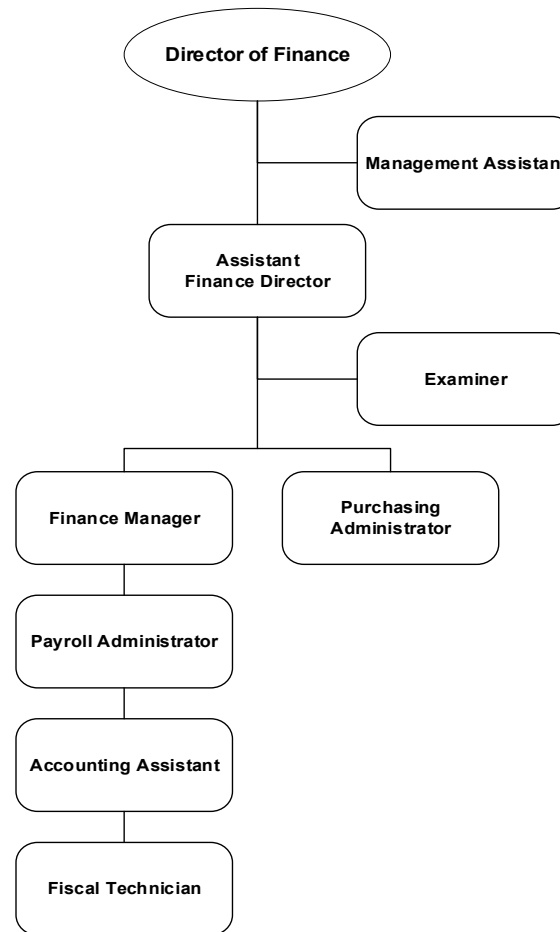 Director of Finance
Management Assistan
Assistant
Finance Director
Examiner
Finance Manager
Purchasing
Administrator
Payroll Administrator
Accounting Assistant
Fiscal Technician